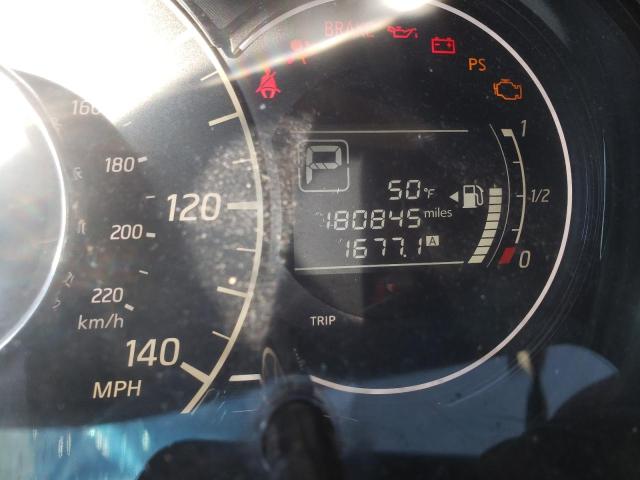 BRAKE
PS
160
180
200
220
km/h
120
140
MPH
P
50°F
180845 miles
1677.1 A
TRIP
1
1/2
0